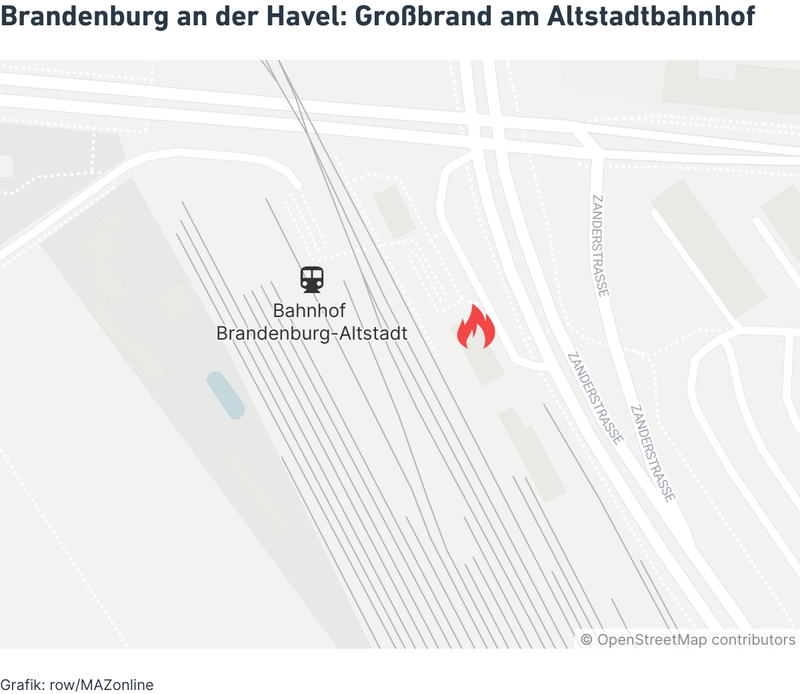 Brandenburg an der Havel: Großbrand am Altstadtbahnhof
ZANDERSTRASSE
Bahnhof
Brandenburg-Altstadt
ZANDERSTRASSE
ZANDERSTRASSE
© OpenStreetMap contributors
Grafik: row/MAZonline